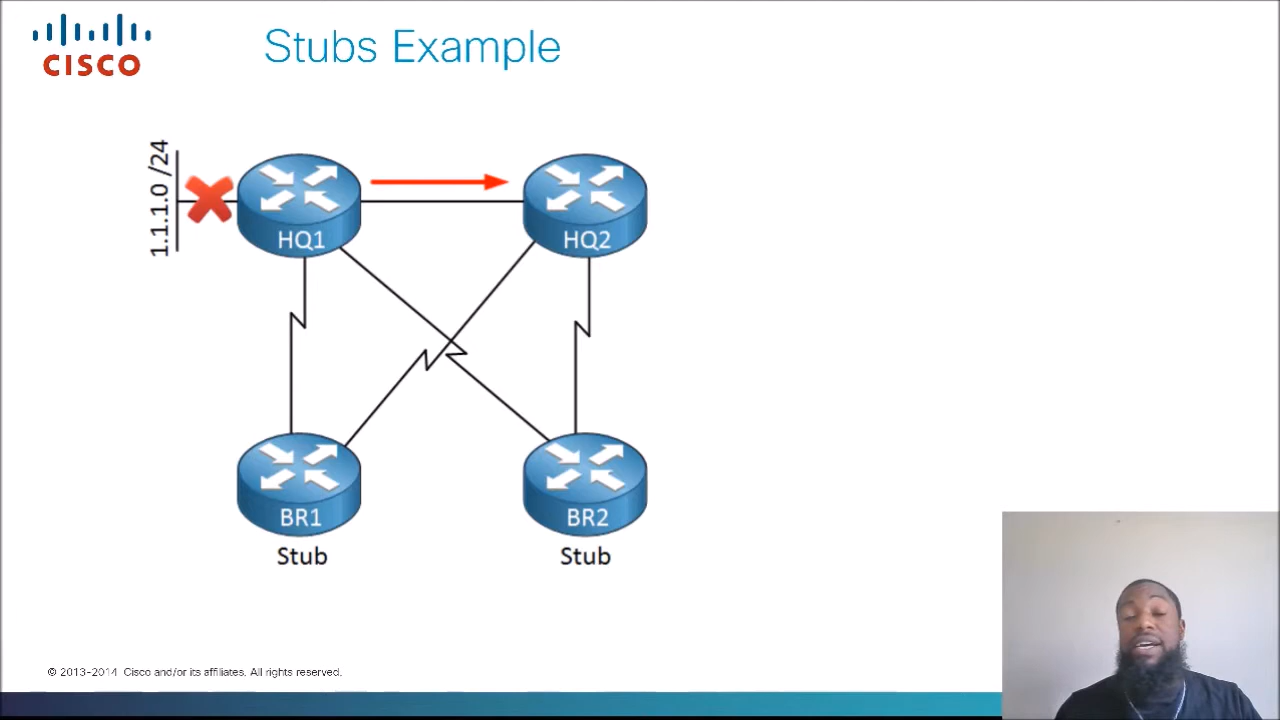 CISCO
Stubs Example
1.1.1.0 /24
HQ1
HQ2
BR1
BR2
Stub
Stub
© 2013-2014 Cisco and/or its affiliates. All rights reserved.